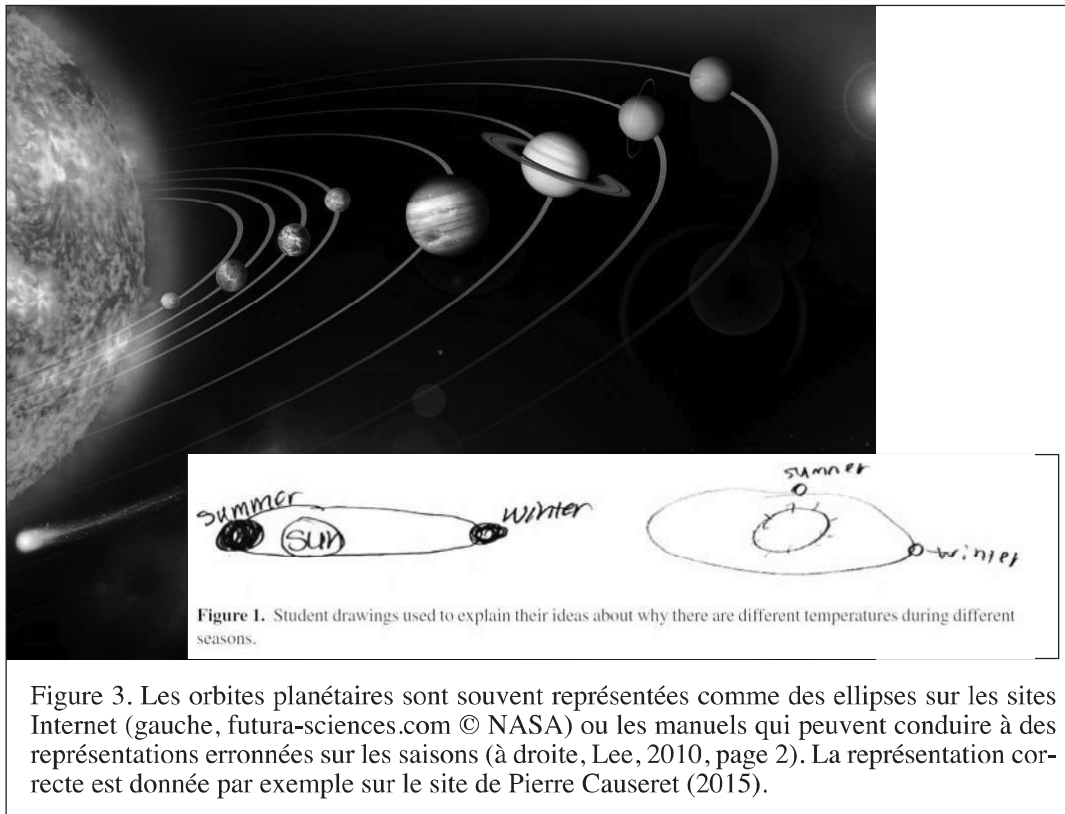 summer
sun
winter
summer
winter
Figure 1. Student drawings used to explain their ideas about why there are different temperatures during different
seasons.
Figure 3. Les orbites planétaires sont souvent représentées comme des ellipses sur les sites
Internet (gauche, futura-sciences.com © NASA) ou les manuels qui peuvent conduire à des
représentations erronnées sur les saisons (à droite, Lee, 2010, page 2). La représentation cor-
recte est donnée par exemple sur le site de Pierre Causeret (2015).